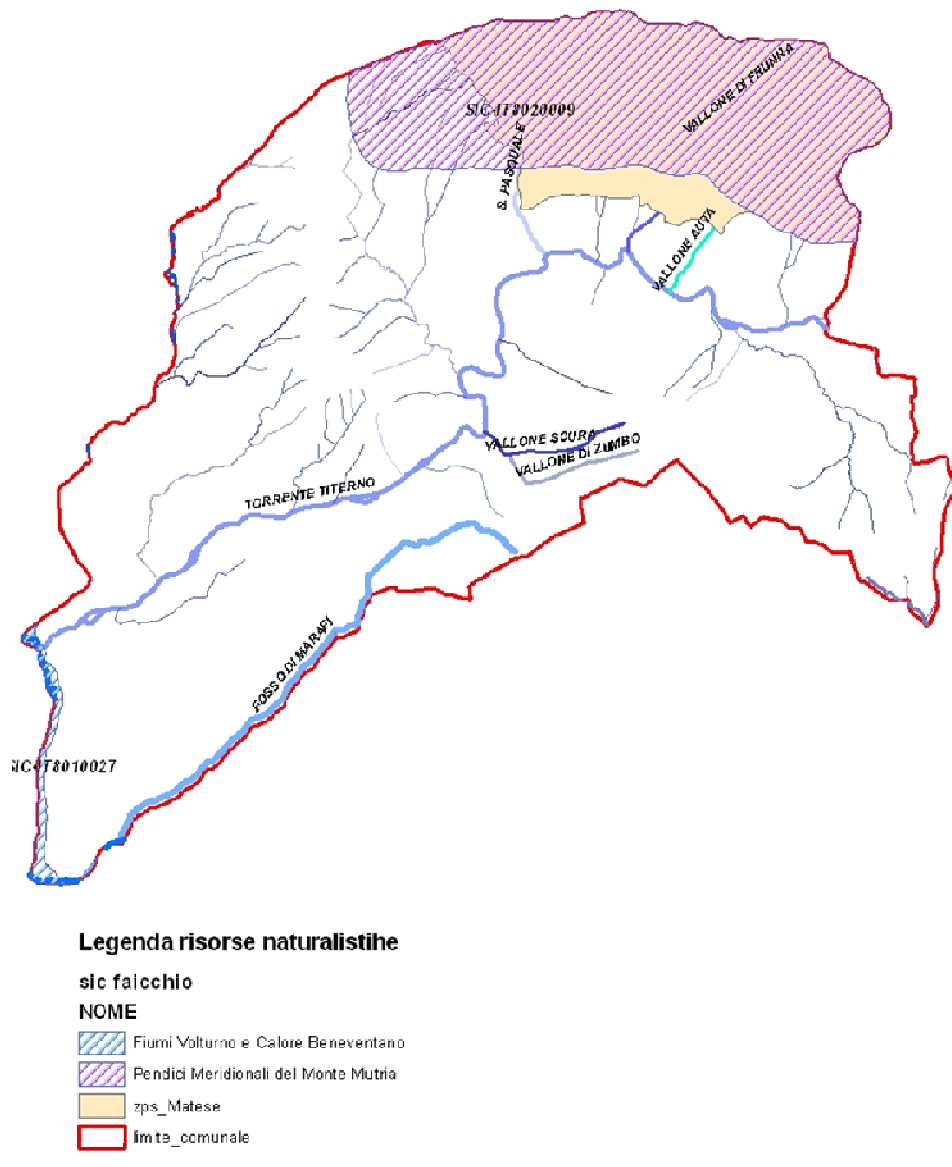 VALLONE DI FRUNNA
SIC-IT8020009
S. PASQUALE
VALLONE AUTA
VALLONE SCURA
VALLONE DI ZUMBO
TORRENTE TITERNO
FOSSO DI MARAFI
SIC-IT8010027
Legenda risorse naturalistihe
sic faicchio
NOME
Fiumi Volturno e Calore Beneventano
Pendici Meridionali del Monte Mutria
zps_Matese
limite_comunale